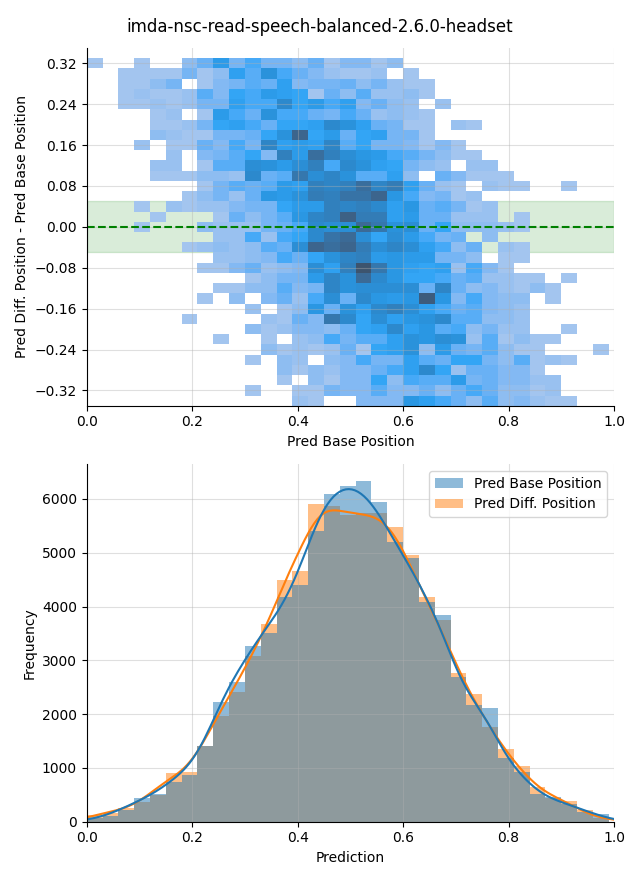 imda-nsc-read-speech-balanced-2.6.0-headset
Pred Diff. Position - Pred Base Position
0.32
0.24
0.16
0.08
0.00
−0.08
−0.16
−0.24
−0.32
0.0 0.2 0.4 0.6 0.8 1.0
Pred Base Position
Pred Base Position
Pred Diff. Position
Frequency
6000
5000
4000
3000
2000
1000
0
0.0 0.2 0.4 0.6 0.8 1.0
Prediction